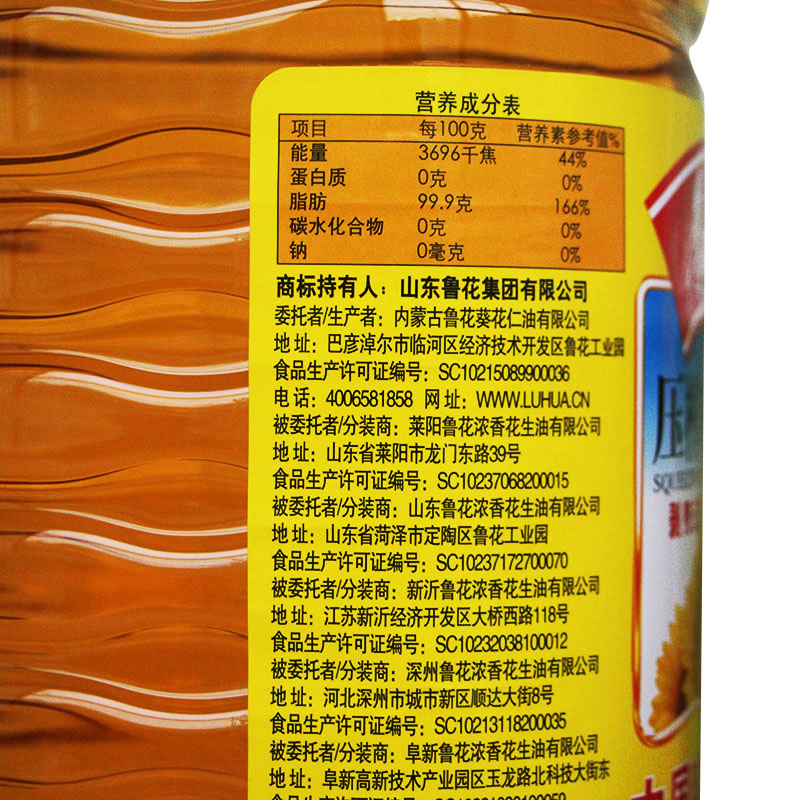 营养成分表
项目 每100克 营养素参考值%
能量 3696千焦 44%
蛋白质 0克 0%
脂肪 99.9克 166%
碳水化合物 0克 0%
钠 0毫克 0%
商标持有人：山东鲁花集团有限公司
委托者/生产者：内蒙古鲁花葵花仁油有限公司
地 址：巴彦淖尔市临河区经济技术开发区鲁花工业园
食品生产许可证编号：SC10215089900036
电 话：4006581858 网 址：WWW.LUHUA.CN
被委托者/分装商：莱阳鲁花浓香花生油有限公司
地 址：山东省莱阳市龙门东路39号
食品生产许可证编号：SC10237068200015
被委托者/分装商：山东鲁花浓香花生油有限公司
地 址：山东省菏泽市定陶区鲁花工业园
食品生产许可证编号：SC10237172700070
被委托者/分装商：新沂鲁花浓香花生油有限公司
地 址：江苏新沂经济开发区大桥西路118号
食品生产许可证编号：SC10232038100012
被委托者/分装商：深州鲁花浓香花生油有限公司
地 址：河北深州市城市新区顺达大街8号
食品生产许可证编号：SC10213118200035
被委托者/分装商：阜新鲁花浓香花生油有限公司
地 址：阜新高新技术产业园区玉龙路北科技大街东
压